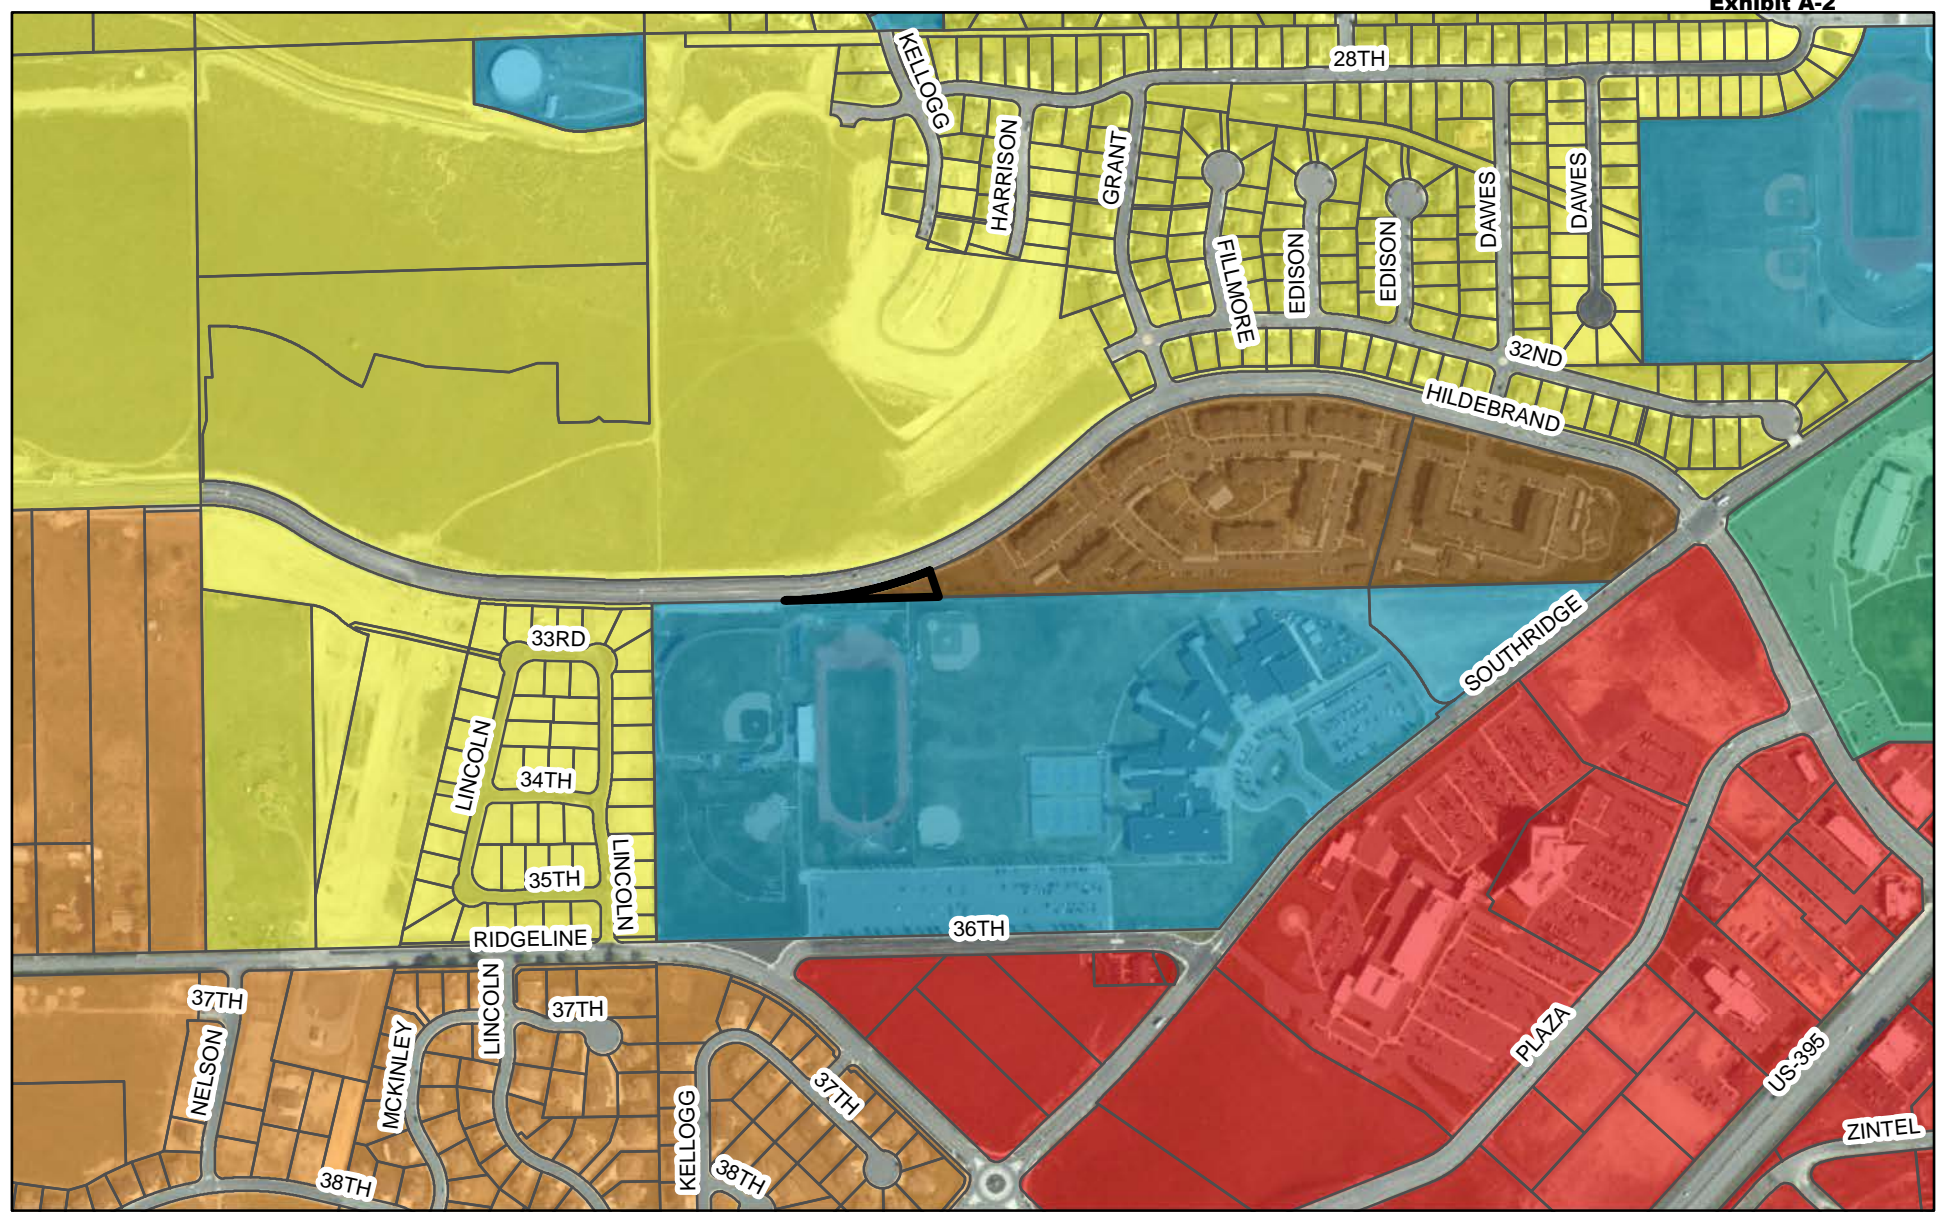 Exhibit A-2
28TH
KELLOGG
HARRISON
GRANT
DAWES
DAWES
FILLMORE
EDISON
EDISON
32ND
HILDEBRAND
33RD
SOUTHRIDGE
LINCOLN
34TH
LINCOLN
35TH
36TH
RIDGELINE
37TH
LINCOLN
37TH
NELSON
MCKINLEY
KELLOGG
37TH
PLAZA
US-395
ZINTEL
38TH
38TH